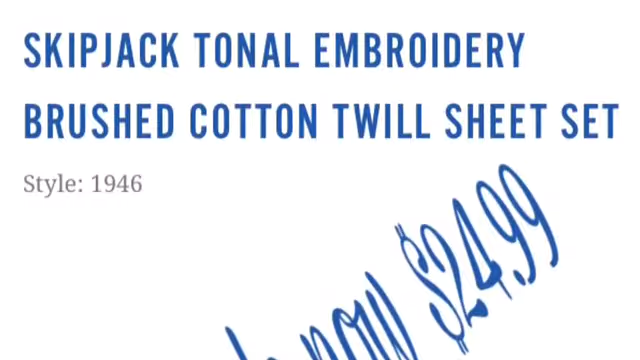 SKIPJACK TONAL EMBROIDERY
BRUSHED COTTON TWILL SHEET SET
Style: 1946
now $24.99